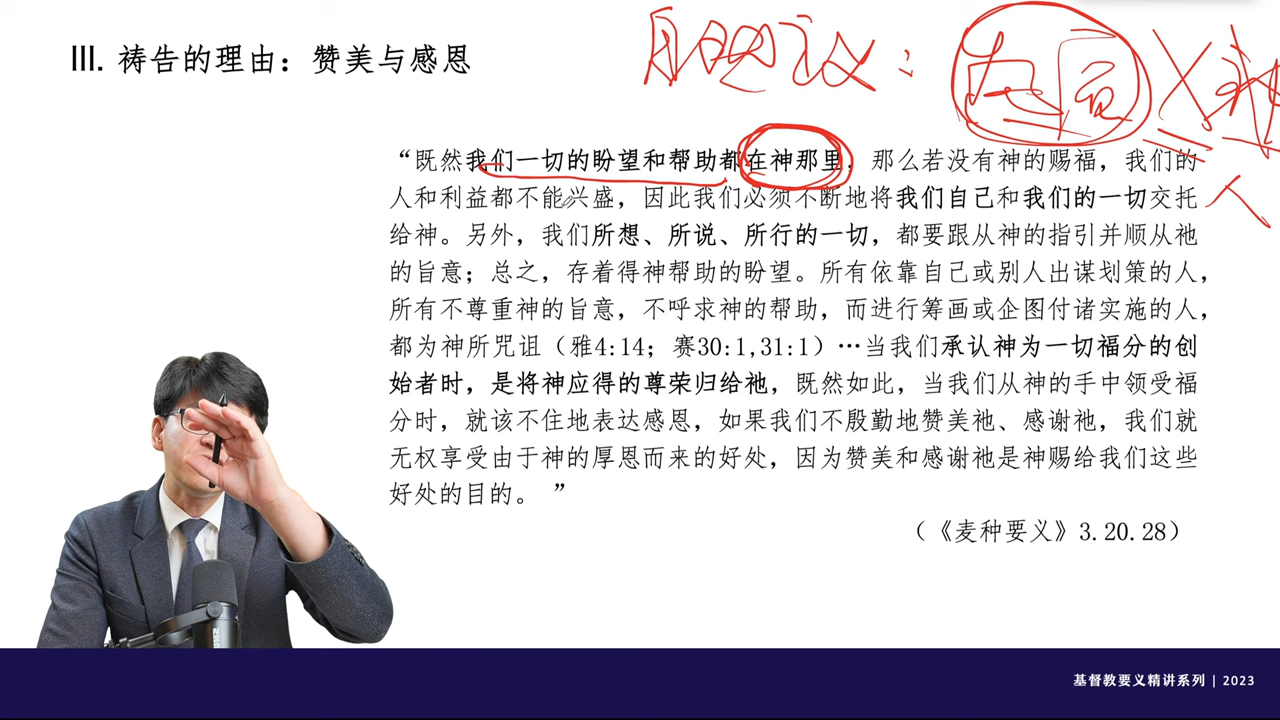 III. 祷告的理由：赞美与感恩
自由主义：
人
“既然我们一切的盼望和帮助都在神那里。那么若没有神的赐福，我们的
人和利益都不能兴盛，因此我们必须不断地将我们自己和我们的一切交托
给神。另外，我们所想、所说、所行的一切，都要跟从神的指引并顺从祂
的旨意；总之，存着得神帮助的盼望。所有依靠自己或别人出谋划策的人，
所有不尊重神的旨意，不呼求神的帮助，而进行筹画或企图付诸实施的人，
都为神所咒诅（雅4:14；赛30:1,31:1）…当我们承认神为一切福分的创
始者时，是将神应得的尊荣归给祂，既然如此，当我们从神的手中领受福
分时，就该不住地表达感恩，如果我们不殷勤地赞美祂、感谢祂，我们就
无权享受由于神的厚恩而来的好处，因为赞美和感谢祂是神赐给我们这些
好处的目的。 ”
（《麦种要义》3.20.28）
基督教要义精讲系列 | 2023